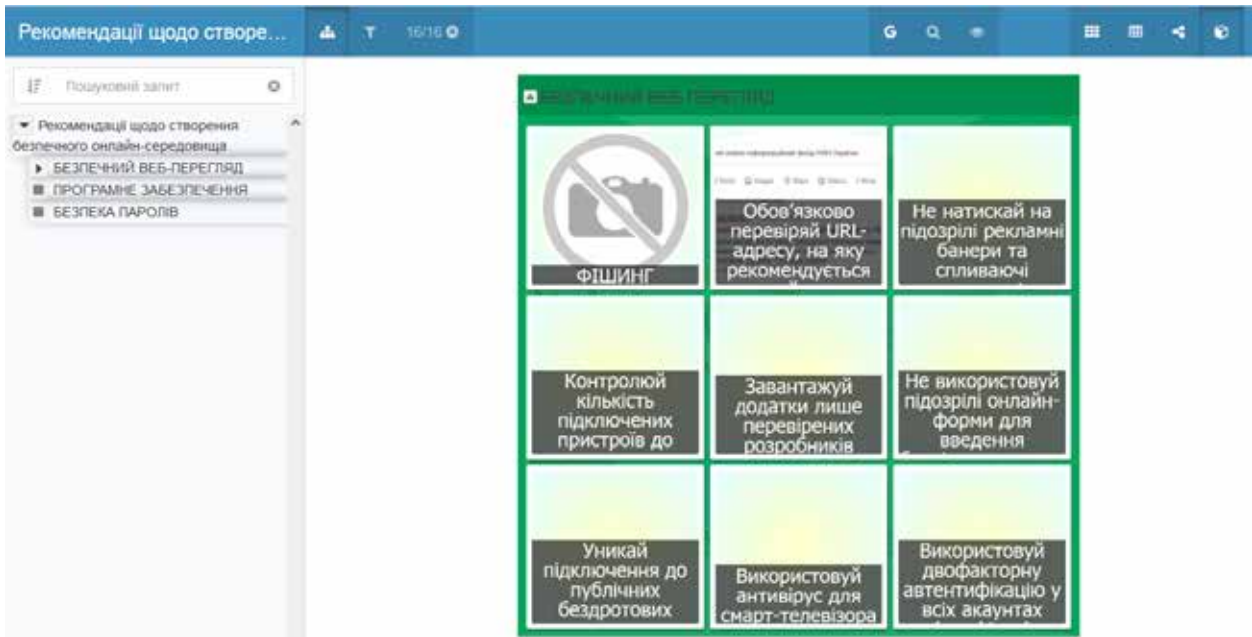 Рекомендації щодо створе...
16/16
G
Пошуковий запит
Рекомендації щодо створення
безпечного онлайн-середовища
БЕЗПЕЧНИЙ ВЕБ-ПЕРЕГЛЯД
ПРОГРАМНЕ ЗАБЕЗПЕЧЕННЯ
БЕЗПЕКА ПАРОЛІВ
БЕЗПЕЧНИЙ ВЕБ-ПЕРЕГЛЯД
ФІШИНГ
Обов’язково
перевіряй URL-
адресу, на яку
рекомендується
Не натискай на
підозрілі рекламні
банери та
спливаючі
Контролюй
кількість
підключених
пристроїв до
Завантажуй
додатки лише
перевірених
розробників
Не використовуй
підозрілі онлайн-
форми для
введення
Уникай
підключення до
публічних
бездротових
Використовуй
антивірус для
смарт-телевізора
Використовуй
двофакторну
автентифікацію у
всіх акаунтах